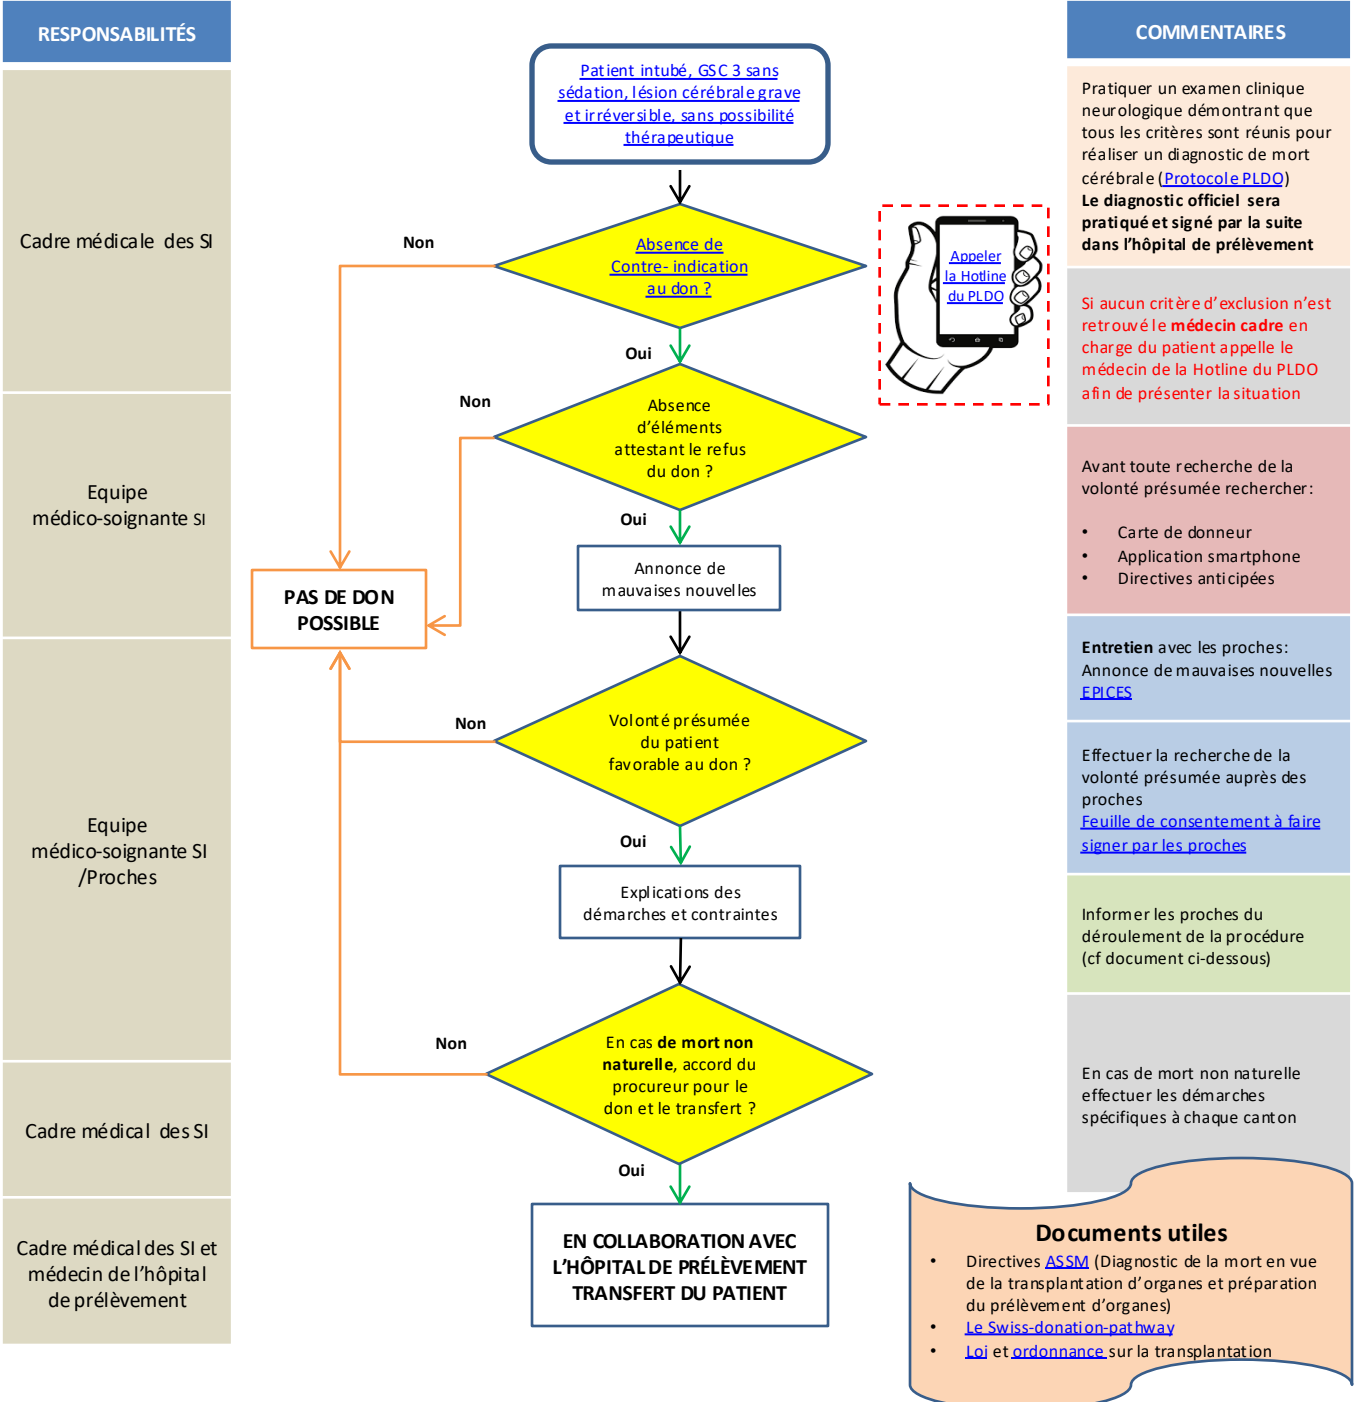 RESPONSABILITÉS
Cadre médicale des SI
Equipe
médico-soignante SI
Equipe
médico-soignante SI
/Proches
Cadre médical des SI
Cadre médical des SI et
médecin de l'hôpital
de prélèvement
Patient intubé, GSC 3 sans
sédation, lésion cérébrale grave
et irréversible, sans possibilité
thérapeutique
Non
Absence de
Contre- indication
au don ?
Appeler
la Hotline
du PLDO
Oui
Non
Absence
d'éléments
attestant le refus
du don ?
Oui
Annonce de
mauvaises nouvelles
PAS DE DON
POSSIBLE
Non
Volonté présumée
du patient
favorable au don ?
Oui
Explications des
démarches et contraintes
Non
En cas de mort non
naturelle, accord du
procureur pour le
don et le transfert ?
Oui
EN COLLABORATION AVEC
L'HÔPITAL DE PRÉLÈVEMENT
TRANSFERT DU PATIENT
COMMENTAIRES
Pratiquer un examen clinique
neurologique démontrant que
tous les critères sont réunis pour
réaliser un diagnostic de mort
cérébrale (Protocole PLDO)
Le diagnostic officiel sera
pratiqué et signé par la suite
dans l'hôpital de prélèvement
Si aucun critère d'exclusion n'est
retrouvé le médecin cadre en
charge du patient appelle le
médecin de la Hotline du PLDO
afin de présenter la situation
Avant toute recherche de la
volonté présumée rechercher:
• Carte de donneur
• Application smartphone
• Directives anticipées
Entretien avec les proches:
Annonce de mauvaises nouvelles
EPICES
Effectuer la recherche de la
volonté présumée auprès des
proches
Feuille de consentement à faire
signer par les proches
Informer les proches du
déroulement de la procédure
(cf document ci-dessous)
En cas de mort non naturelle
effectuer les démarches
spécifiques à chaque canton
Documents utiles
• Directives ASSM (Diagnostic de la mort en vue
de la transplantation d'organes et préparation
du prélèvement d'organes)
• Le Swiss-donation-pathway
• Loi et ordonnance sur la transplantation